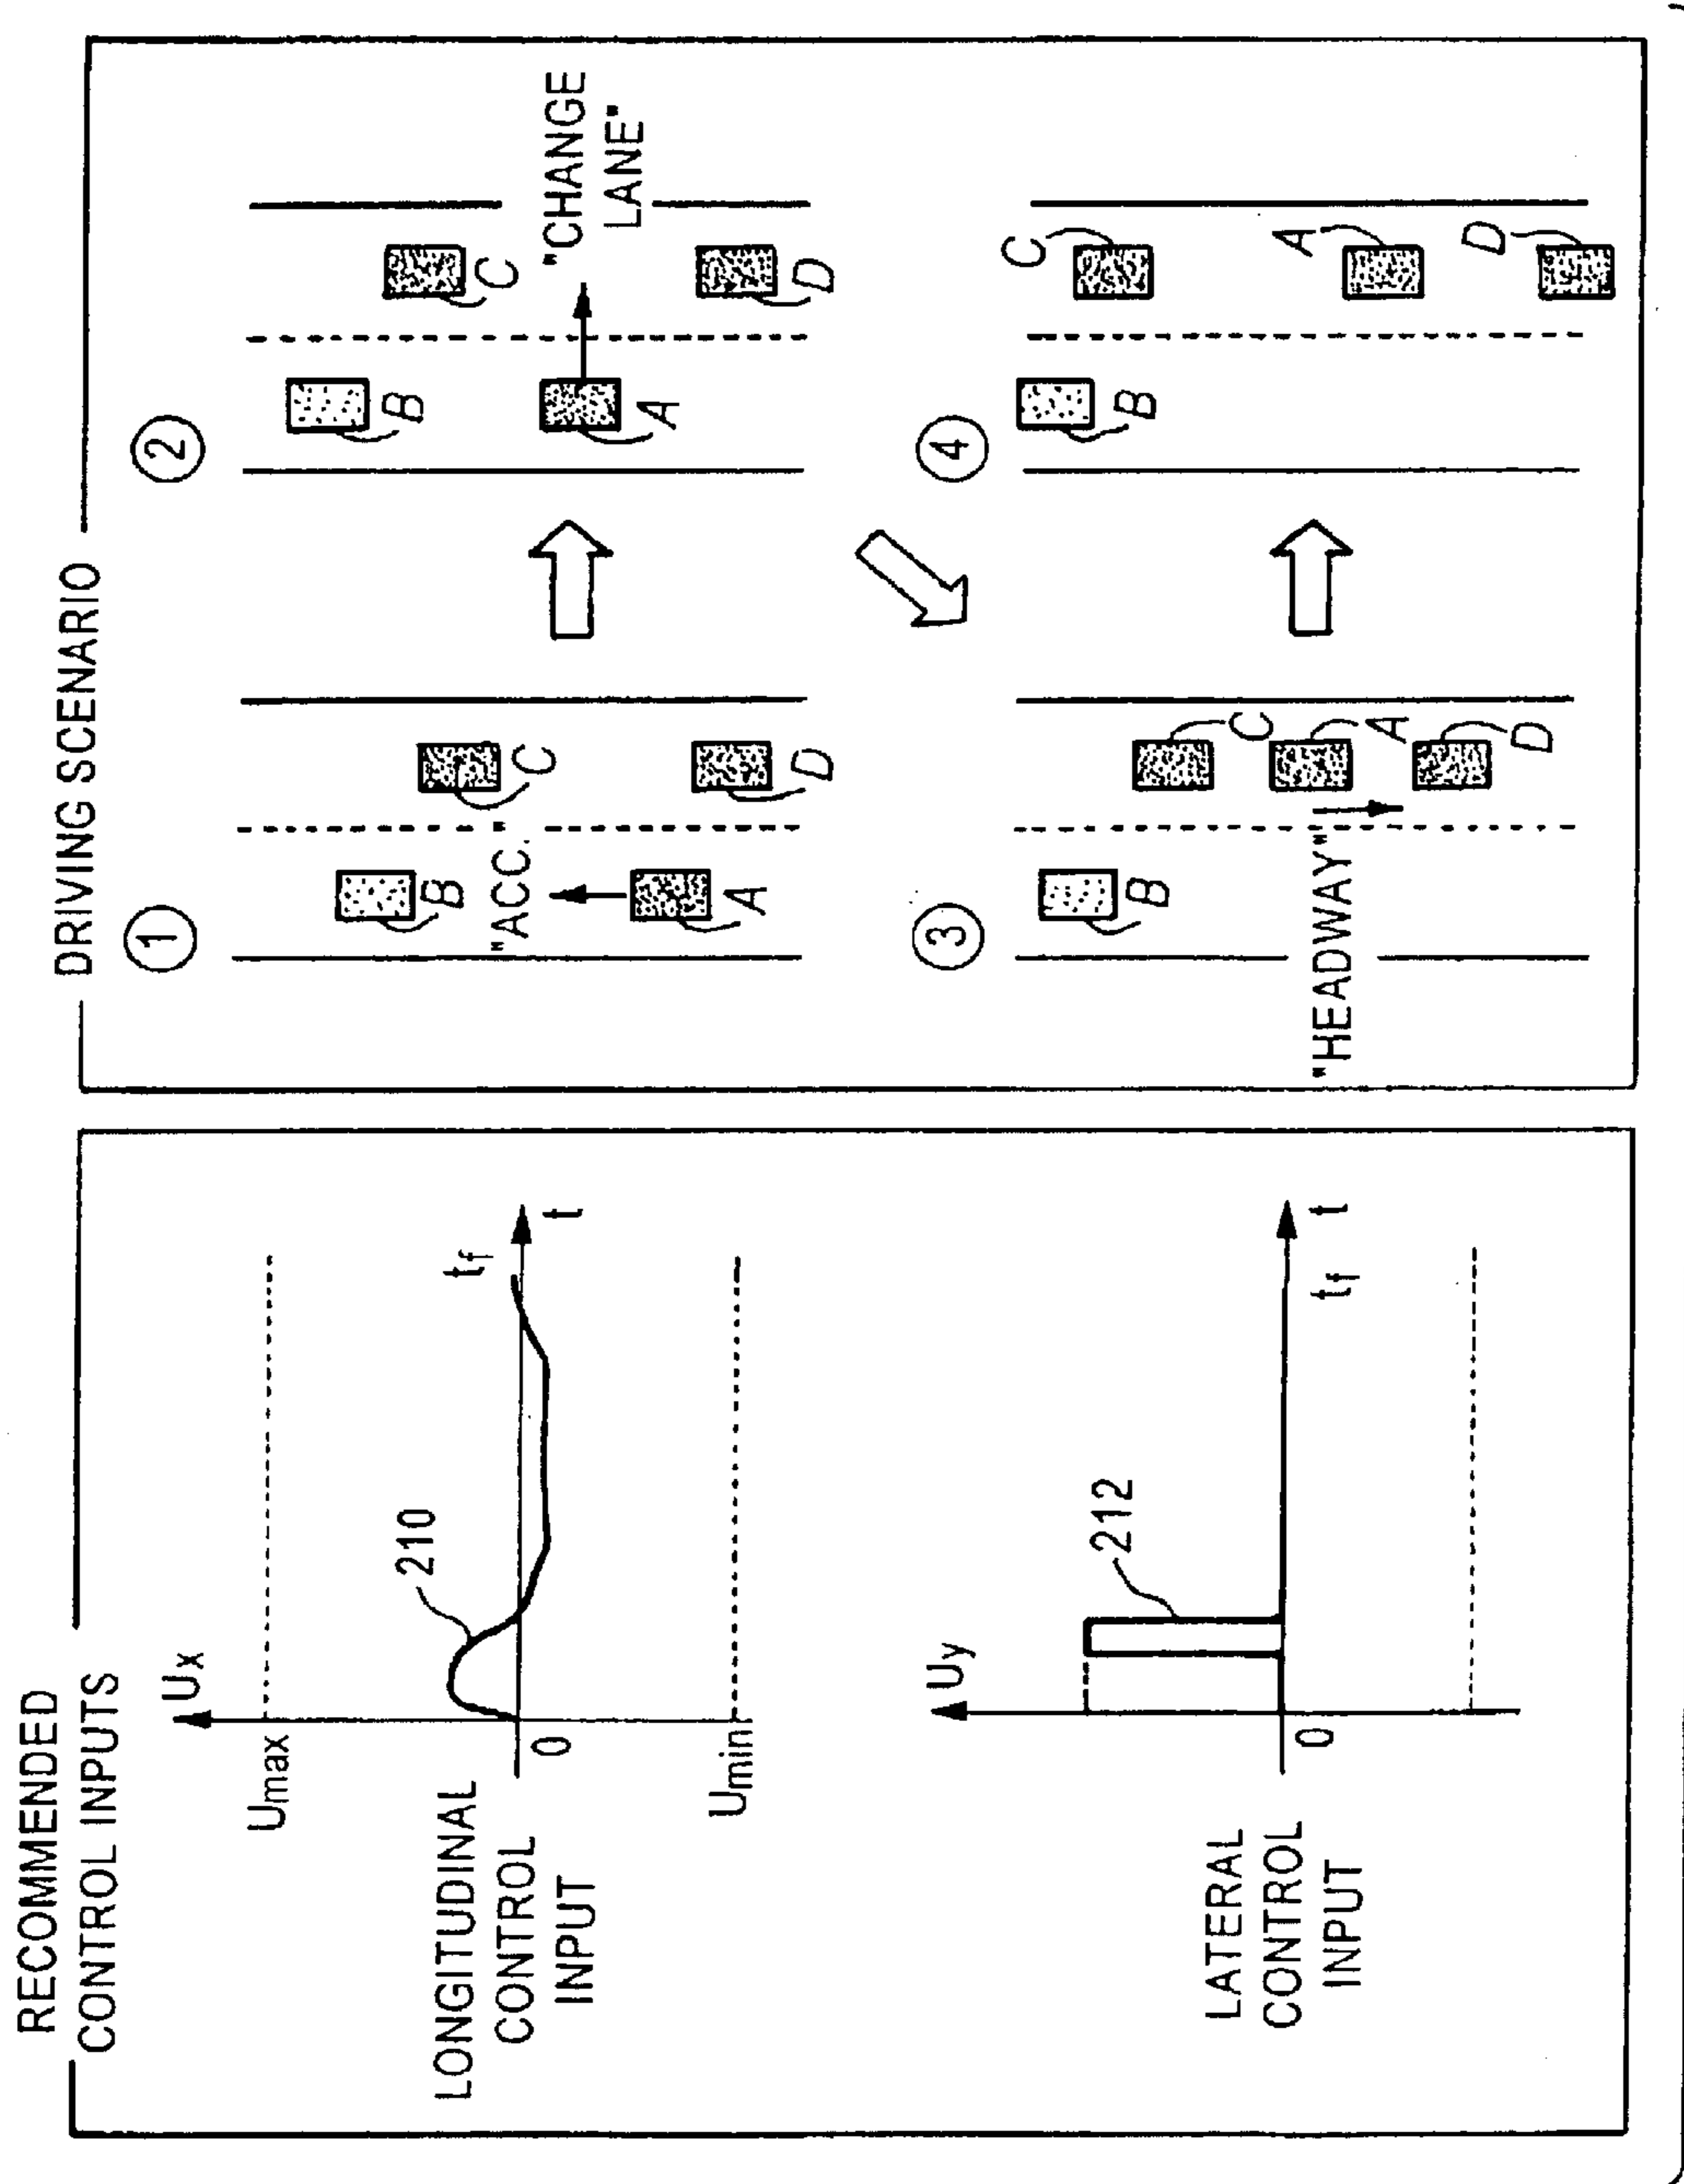 RECOMMENDED
CONTROL INPUTS
LONGITUDINAL
CONTROL
INPUT
Ux
Umax
Umin
0
210
tf
t
LATERAL
CONTROL
INPUT
Uy
0
212
tf
t
DRIVING SCENARIO
1
B
"ACC."
A
C
D
2
B
A
C
D
"CHANGE
LANE"
3
B
"HEADWAY"
C
A
D
4
B
C
A
D